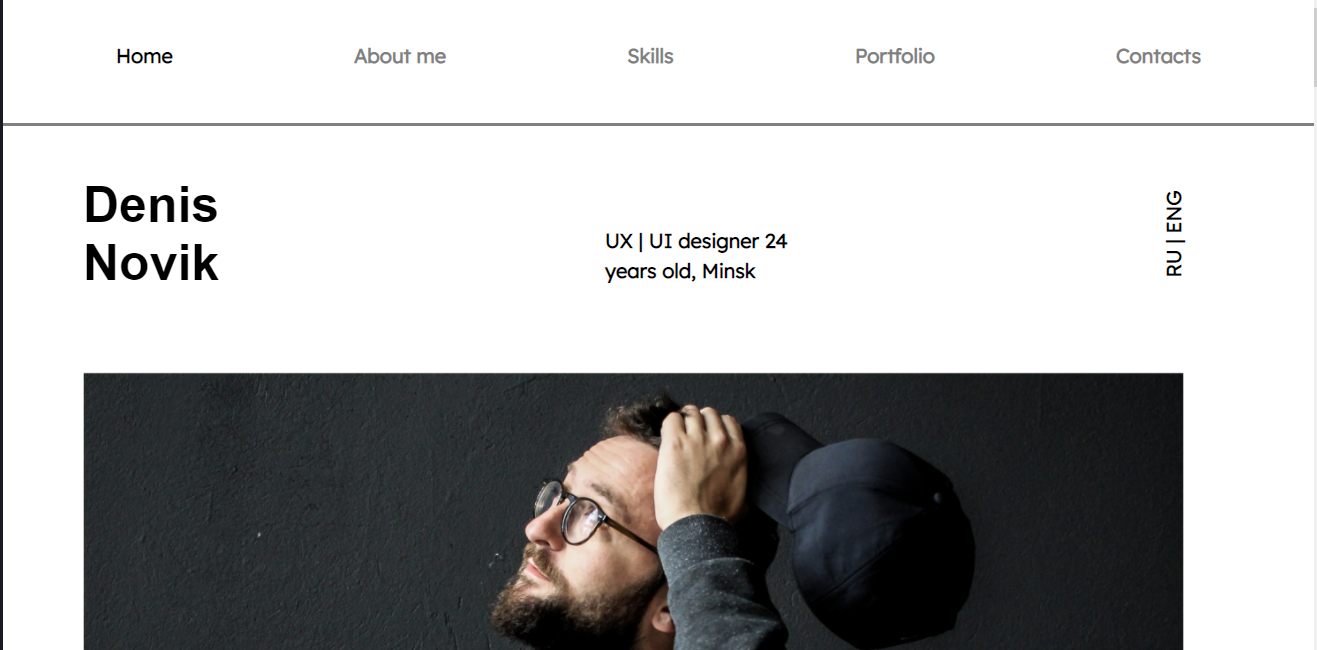 Home
About me
Skills
Portfolio
Contacts
Denis
Novik
UX | UI designer 24
years old, Minsk
RU | ENG